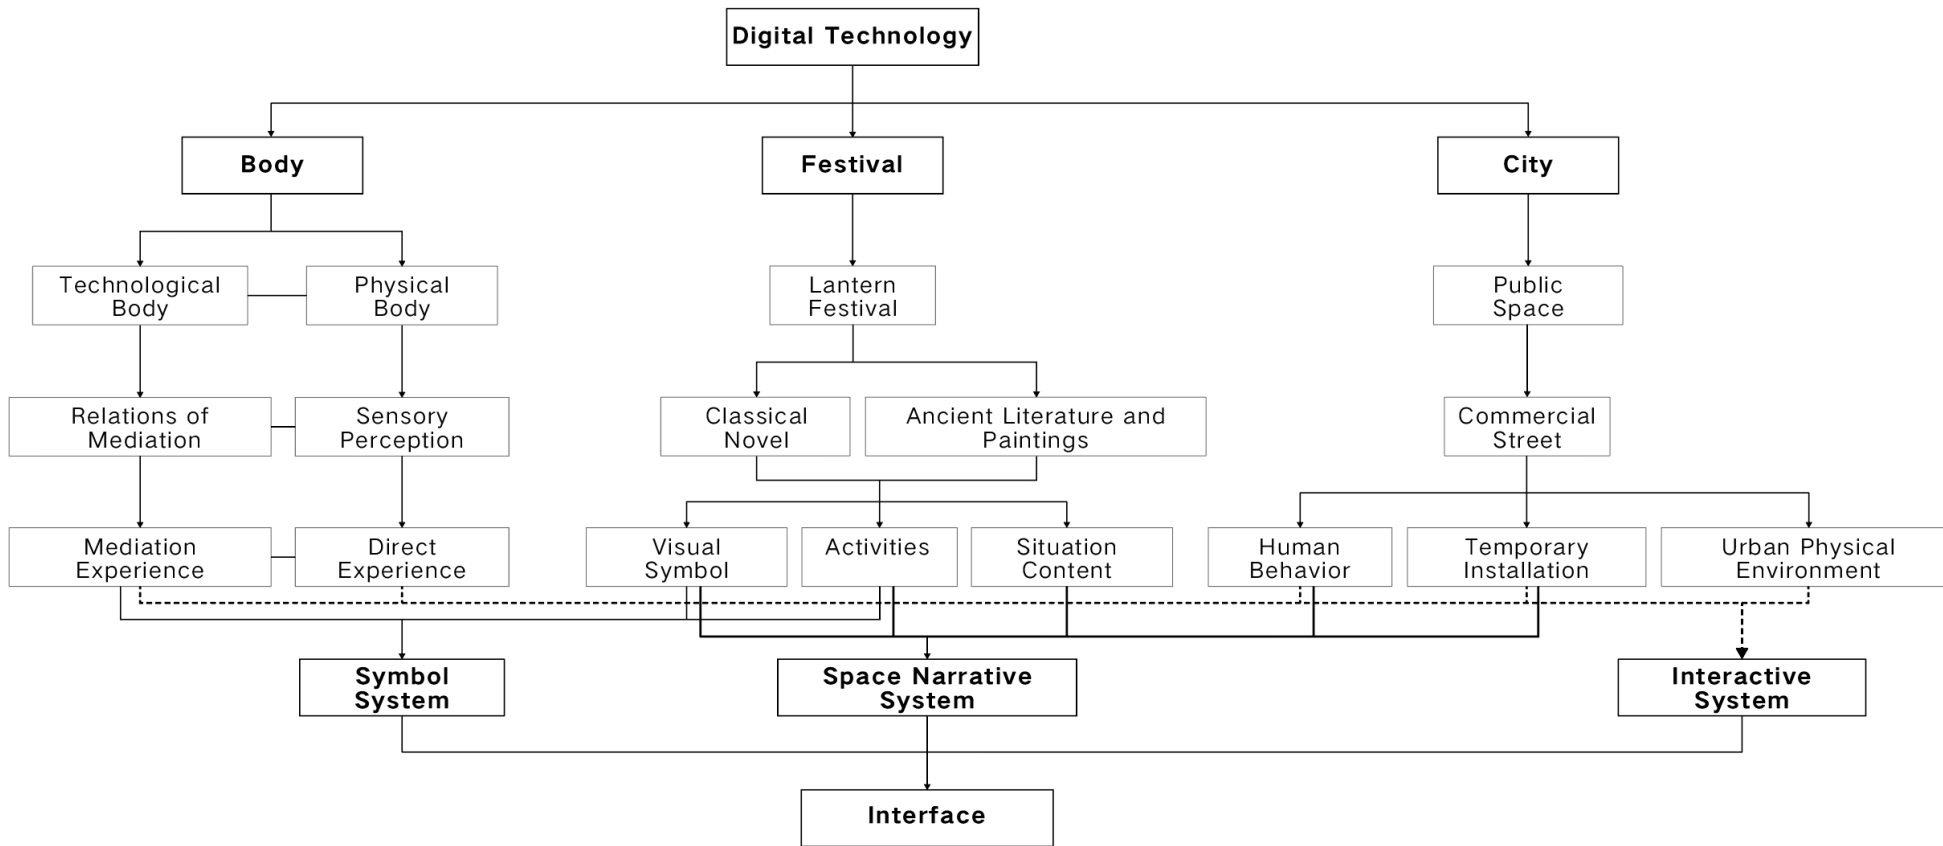 Digital Technology
Body
Festival
City
Technological
Body
Physical
Body
Lantern
Festival
Public
Space
Relations of
Mediation
Sensory
Perception
Classical
Novel
Ancient Literature and
Paintings
Commercial
Street
Mediation
Experience
Direct
Experience
Visual
Symbol
Activities
Situation
Content
Human
Behavior
Temporary
Installation
Urban Physical
Environment
Symbol
System
Space Narrative
System
Interactive
System
Interface